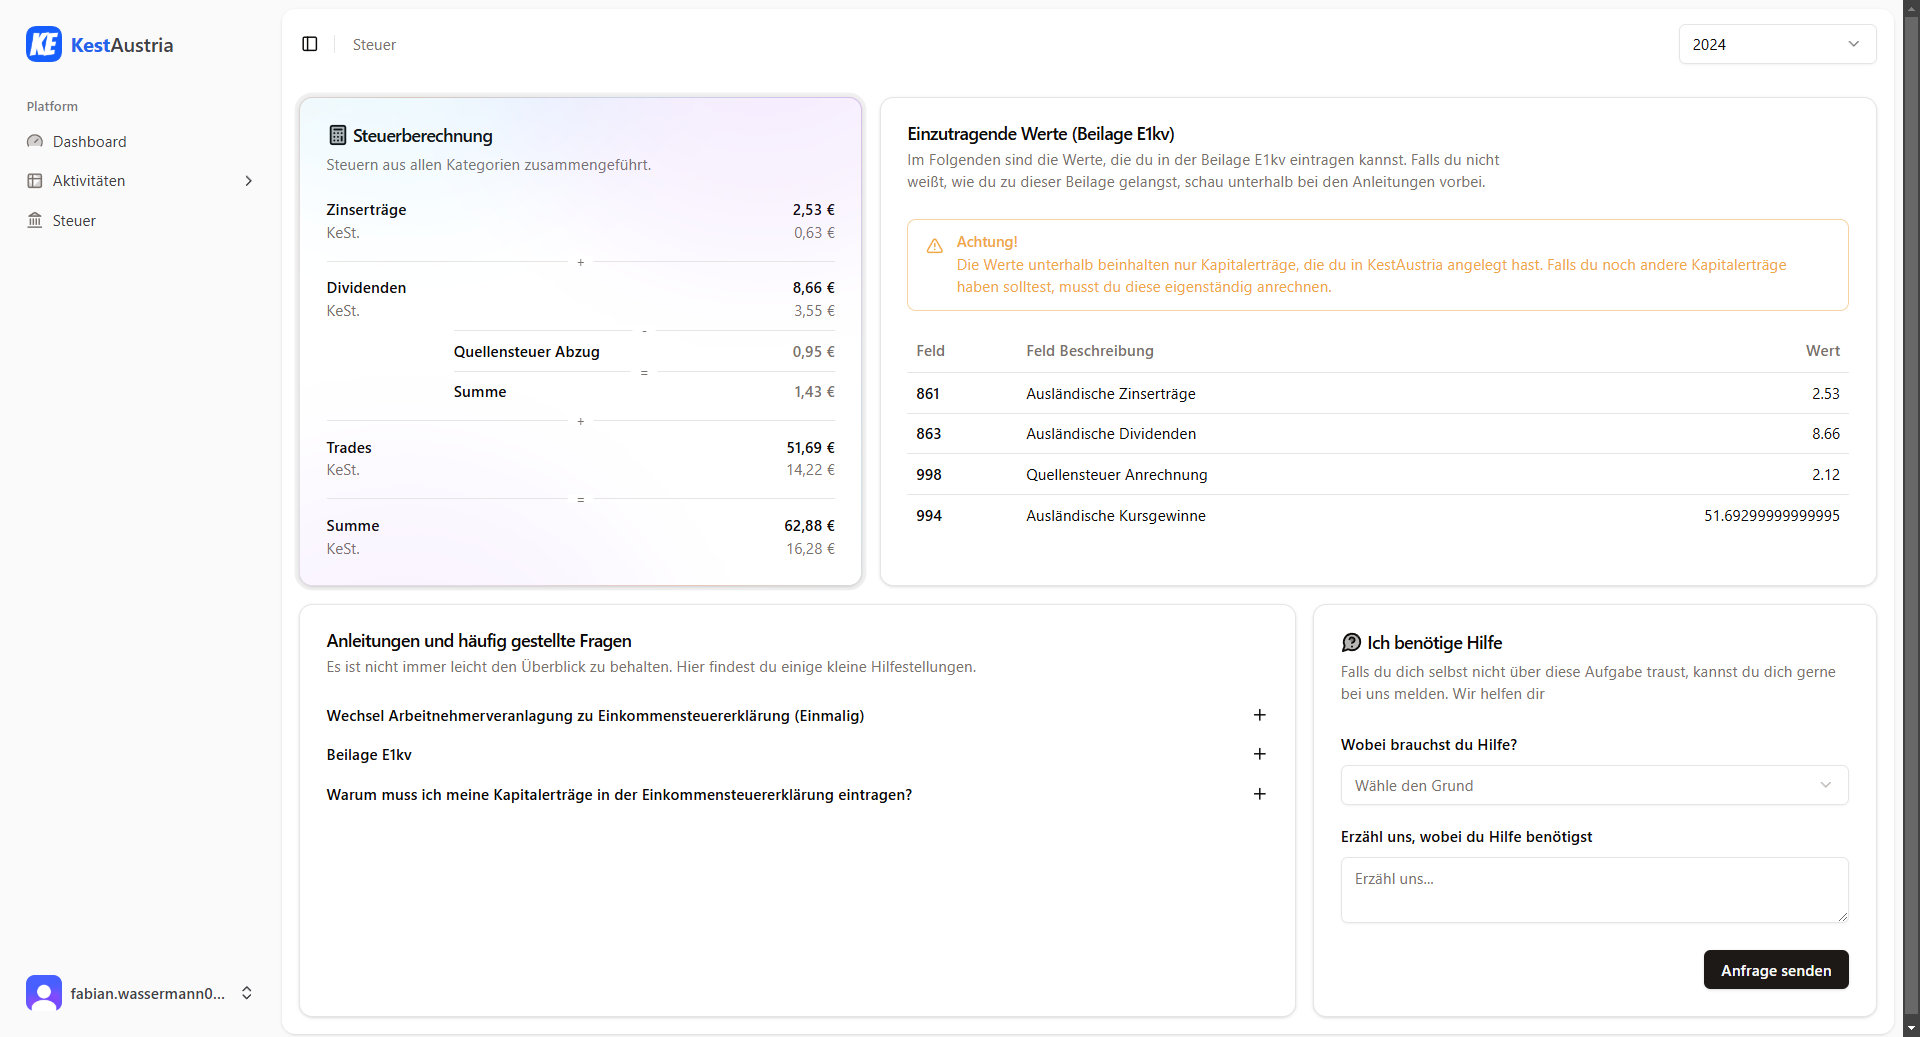 KE KestAustria
Platform
Dashboard
Aktivitäten
Steuer
fabian.wassermann0...
Steuer
2024
Steuerberechnung
Steuern aus allen Kategorien zusammengeführt.
Zinserträge 2,53 €
KeSt. 0,63 €
+
Dividenden 8,66 €
KeSt. 3,55 €
-
Quellensteuer Abzug 0,95 €
=
Summe 1,43 €
+
Trades 51,69 €
KeSt. 14,22 €
=
Summe 62,88 €
KeSt. 16,28 €
Einzutragende Werte (Beilage E1kv)
Im Folgenden sind die Werte, die du in der Beilage E1kv eintragen kannst. Falls du nicht
weißt, wie du zu dieser Beilage gelangst, schau unterhalb bei den Anleitungen vorbei.
Achtung!
Die Werte unterhalb beinhalten nur Kapitalerträge, die du in KestAustria angelegt hast. Falls du noch andere Kapitalerträge
haben solltest, musst du diese eigenständig anrechnen.
Feld Feld Beschreibung Wert
861 Ausländische Zinserträge 2.53
863 Ausländische Dividenden 8.66
998 Quellensteuer Anrechnung 2.12
994 Ausländische Kursgewinne 51.69299999999995
Anleitungen und häufig gestellte Fragen
Es ist nicht immer leicht den Überblick zu behalten. Hier findest du einige kleine Hilfestellungen.
Wechsel Arbeitnehmerveranlagung zu Einkommensteuererklärung (Einmalig)
Beilage E1kv
Warum muss ich meine Kapitalerträge in der Einkommensteuererklärung eintragen?
Ich benötige Hilfe
Falls du dich selbst nicht über diese Aufgabe traust, kannst du dich gerne
bei uns melden. Wir helfen dir
Wobei brauchst du Hilfe?
Wähle den Grund
Erzähl uns, wobei du Hilfe benötigst
Erzähl uns...
Anfrage senden